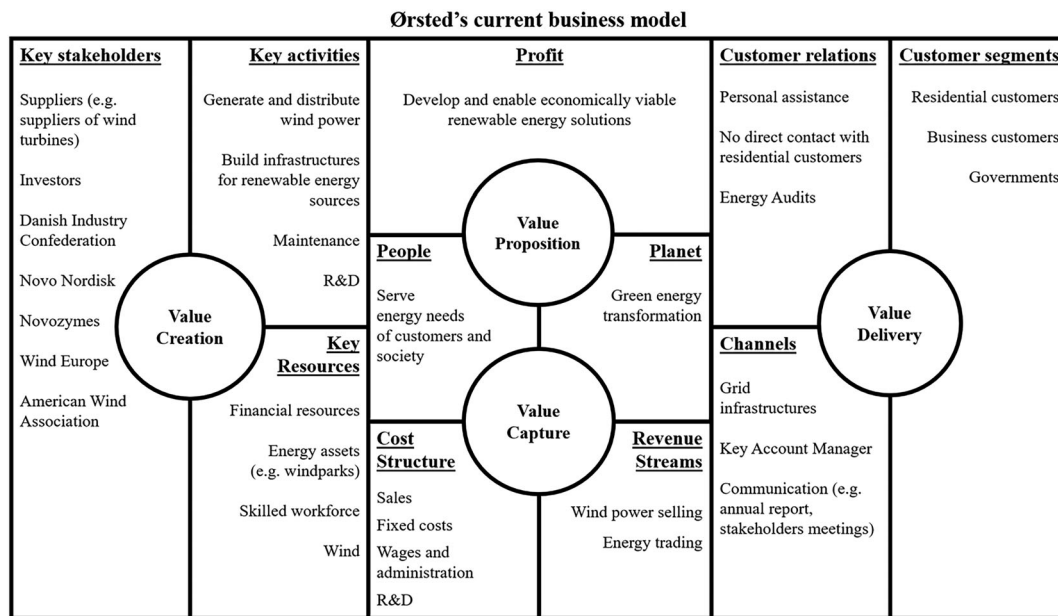 Ørsted's current business model
Key stakeholders
Suppliers (e.g.
suppliers of wind
turbines)
Investors
Danish Industry
Confederation
Novo Nordisk
Novozymes
Wind Europe
American Wind
Association
Key activities
Generate and distribute
wind power
Build infrastructures
for renewable energy
sources
Maintenance
R&D
Value
Creation
Key
Resources
Financial resources
Energy assets
(e.g. windparks)
Skilled workforce
Wind
Profit
Develop and enable economically viable
renewable energy solutions
Value
Proposition
People
Serve
energy needs
of customers and
society
Planet
Green energy
transformation
Value
Capture
Cost
Structure
Sales
Fixed costs
Wages and
administration
R&D
Revenue
Streams
Wind power selling
Energy trading
Customer relations
Personal assistance
No direct contact with
residential customers
Energy Audits
Channels
Grid
infrastructures
Key Account Manager
Communication (e.g.
annual report,
stakeholders meetings)
Value
Delivery
Customer segments
Residential customers
Business customers
Governments